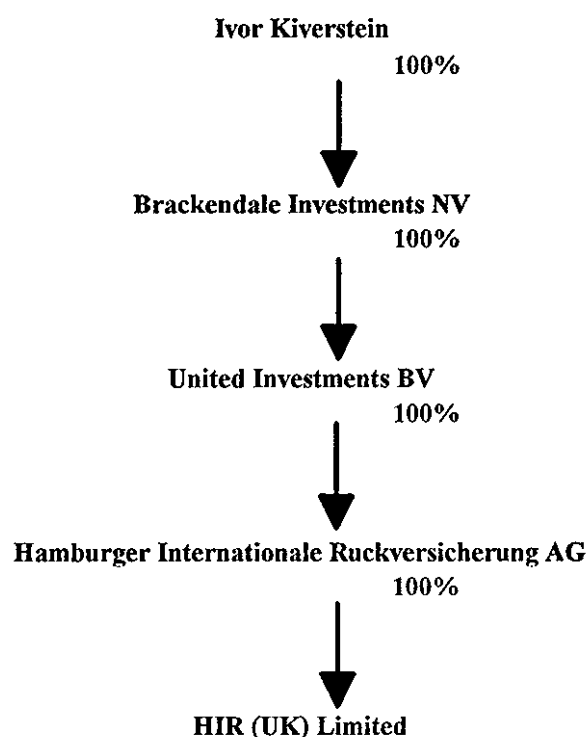 Ivor Kiverstein
100%
Brackendale Investments NV
100%
United Investments BV
100%
Hamburger Internationale Ruckversicherung AG
100%
HIR (UK) Limited